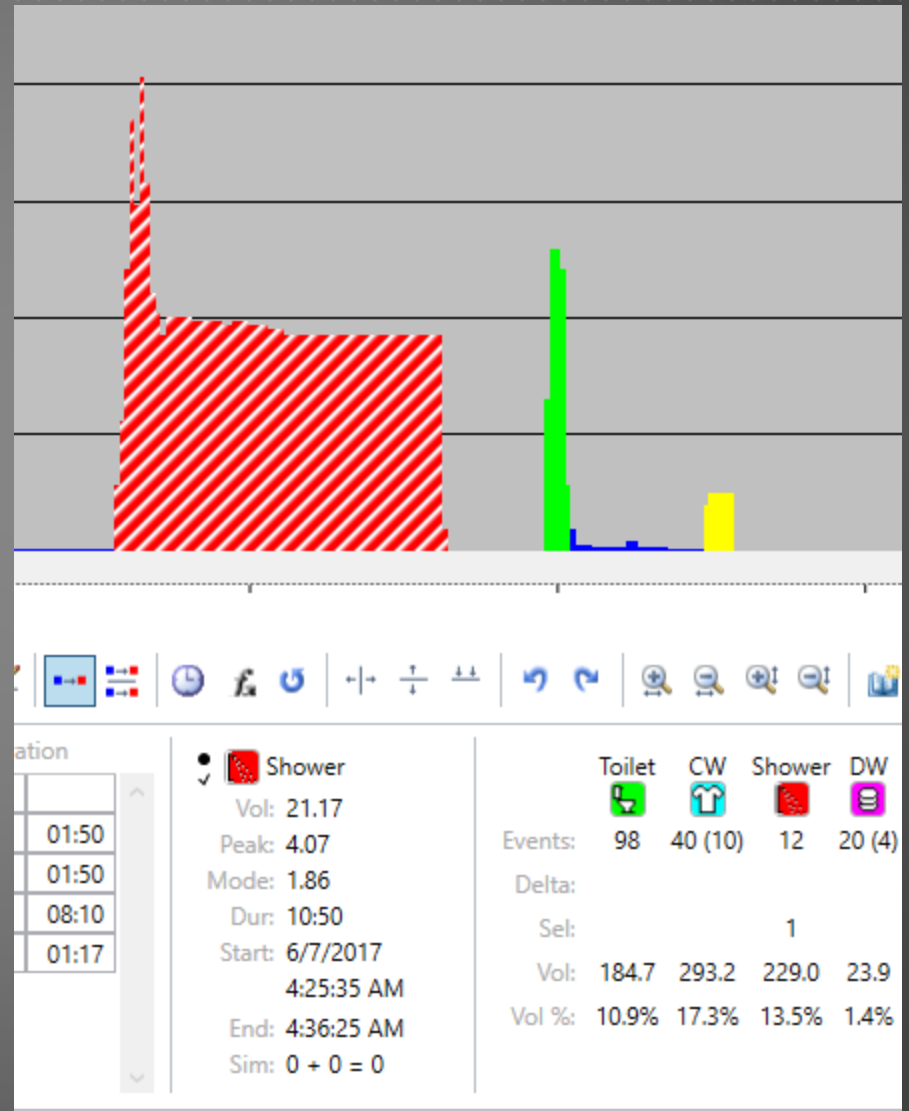 ation
01:50
01:50
08:10
01:17
Shower
Vol: 21.17
Peak: 4.07
Mode: 1.86
Dur: 10:50
Start: 6/7/2017
4:25:35 AM
End: 4:36:25 AM
Sim: 0 + 0 = 0
Toilet CW Shower DW
Events: 98 40 (10) 12 20 (4)
Delta:
Sel: 1
Vol: 184.7 293.2 229.0 23.9
Vol %: 10.9% 17.3% 13.5% 1.4%